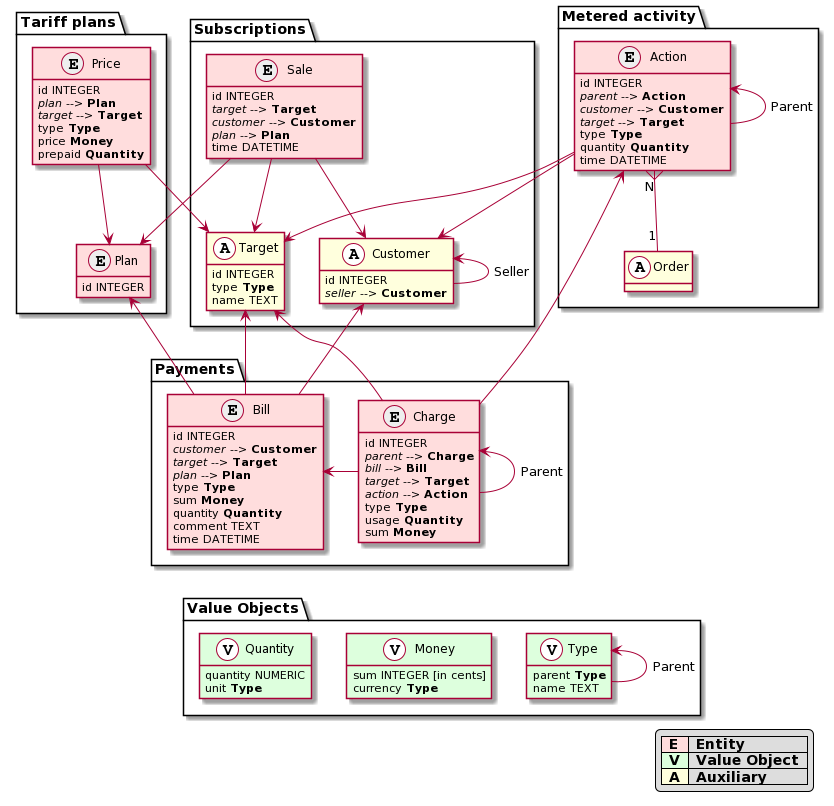 Tariff plans
E Price
id INTEGER
plan --> Plan
target --> Target
type Type
price Money
prepaid Quantity
E Plan
id INTEGER
Subscriptions
E Sale
id INTEGER
target --> Target
customer --> Customer
plan --> Plan
time DATETIME
A Target
id INTEGER
type Type
name TEXT
A Customer
id INTEGER
seller --> Customer
Seller
Metered activity
E Action
id INTEGER
parent --> Action
customer --> Customer
target --> Target
type Type
quantity Quantity
time DATETIME
Parent
N
1
A Order
Payments
E Bill
id INTEGER
customer --> Customer
target --> Target
plan --> Plan
type Type
sum Money
quantity Quantity
comment TEXT
time DATETIME
E Charge
id INTEGER
parent --> Charge
bill --> Bill
target --> Target
action --> Action
type Type
usage Quantity
sum Money
Parent
Value Objects
V Quantity
quantity NUMERIC
unit Type
V Money
sum INTEGER [in cents]
currency Type
V Type
parent Type
name TEXT
Parent
E Entity
V Value Object
A Auxiliary